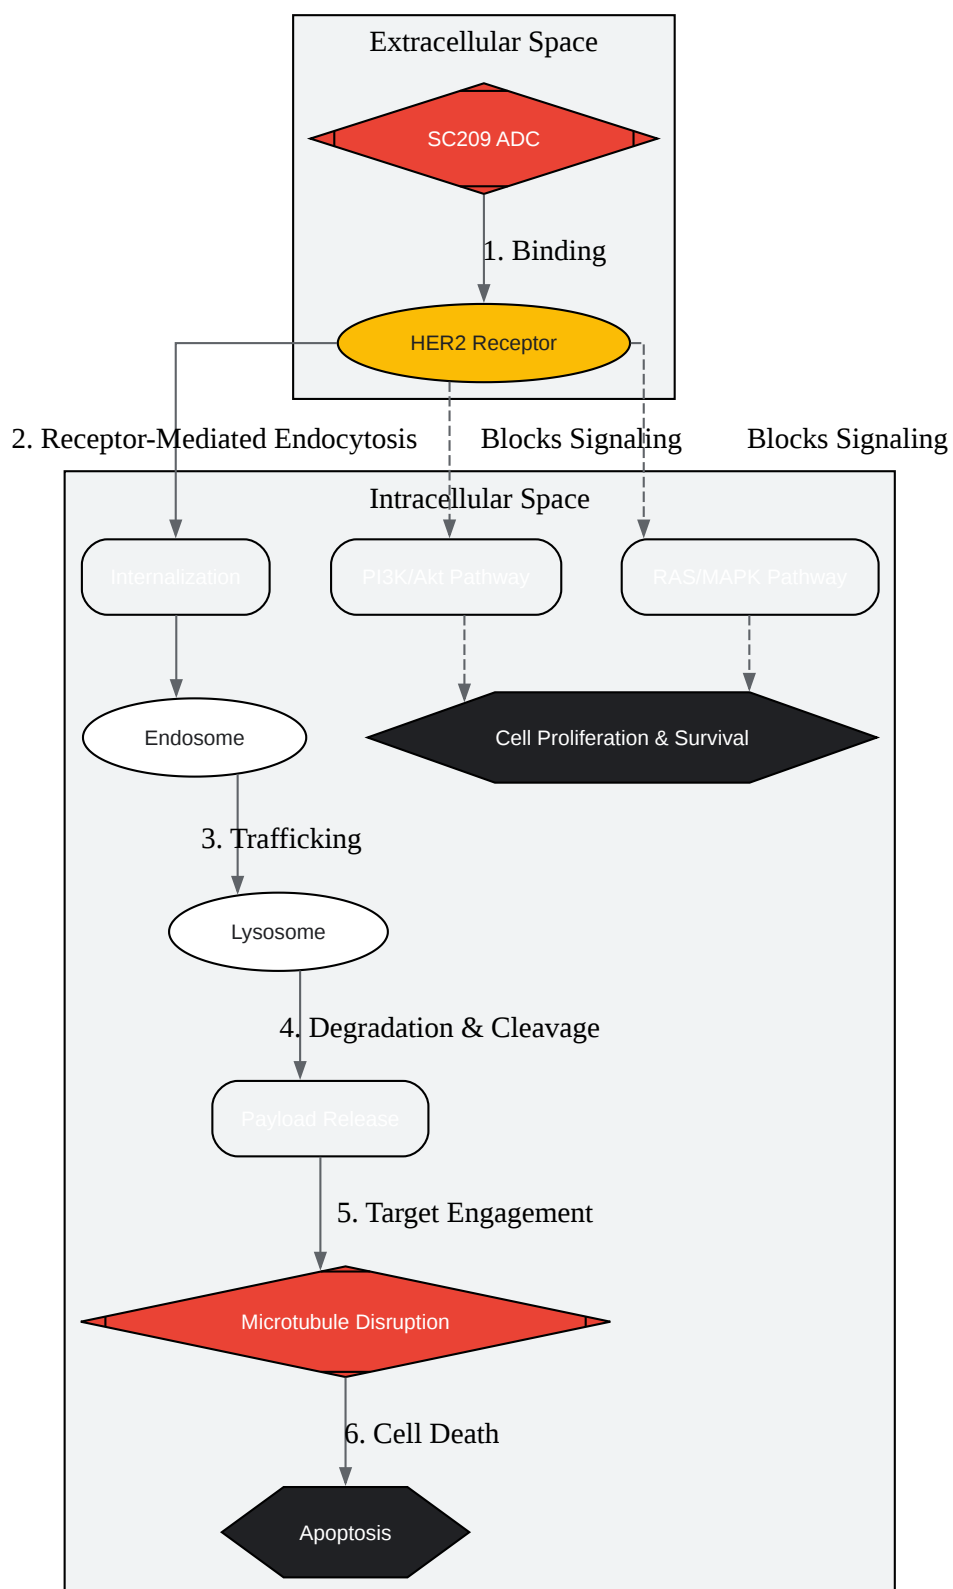 Extracellular Space
SC209 ADC
1. Binding
HER2 Receptor
2. Receptor-Mediated Endocytosis
Blocks Signaling
Blocks Signaling
Intracellular Space
Internalization
PI3K/Akt Pathway
RAS/MAPK Pathway
Endosome
Cell Proliferation & Survival
3. Trafficking
Lysosome
4. Degradation & Cleavage
Payload Release
5. Target Engagement
Microtubule Disruption
6. Cell Death
Apoptosis